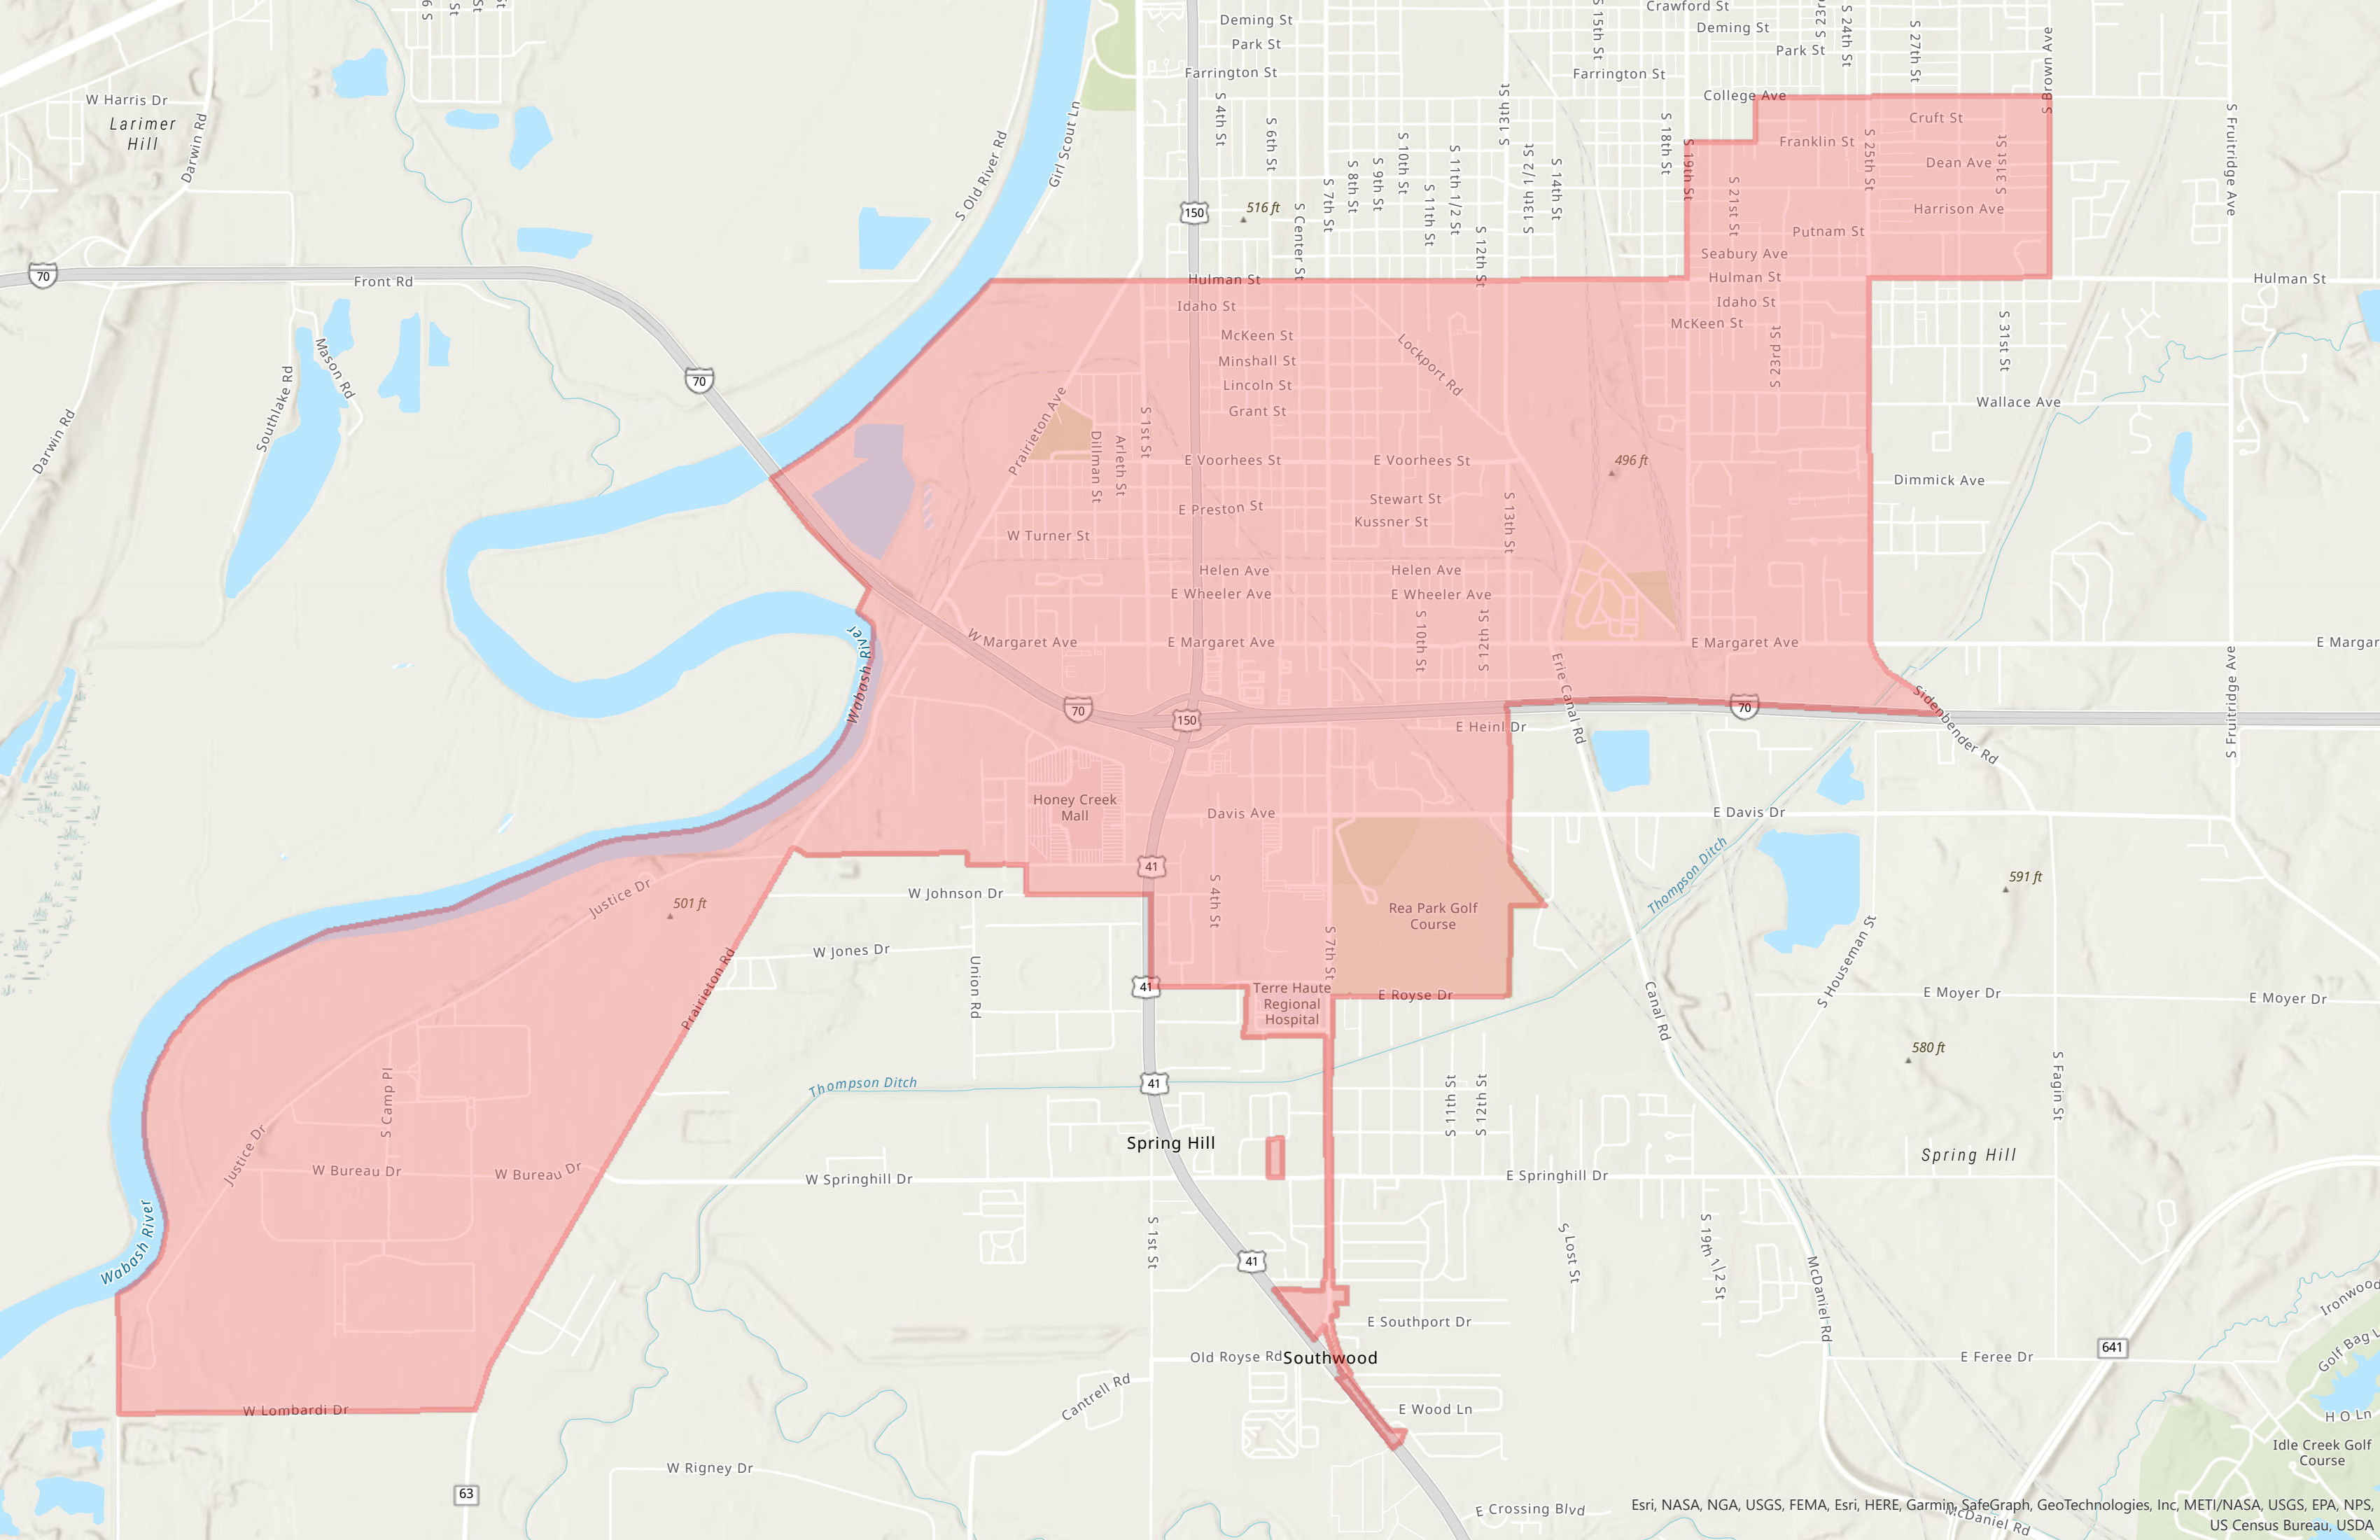 Crawford St
Deming St
Deming St
Park St
Park St
Farrington St
Farrington St
College Ave
W Harris Dr
Larimer
Hill
Darwin Rd
S Old River Rd
Girl Scout Ln
S 4th St
S 6th St
S Center St
S 7th St
S 8th St
S 9th St
S 10th St
S 11th St
S 11th 1/2 St
S 12th St
S 13th St
S 13th 1/2 St
S 14th St
S 15th St
S 18th St
S 19th St
S 21st St
S 24th St
S 25th St
S 27th St
S 31st St
S Brown Ave
S Fruitridge Ave
Cruft St
Franklin St
Dean Ave
Harrison Ave
Putnam St
Seabury Ave
150
516 ft
Hulman St
Hulman St
Hulman St
70
Front Rd
Idaho St
Idaho St
McKeen St
McKeen St
Minshall St
Lincoln St
Grant St
Lockport Rd
S 23rd St
S 31st St
Mason Rd
Southlake Rd
Darwin Rd
70
Prairieton Ave
Dillman St
Arleth St
S 1st St
Wallace Ave
E Voorhees St
E Voorhees St
496 ft
Dimmick Ave
E Preston St
Stewart St
Kussner St
S 13th St
W Turner St
Helen Ave
Helen Ave
E Wheeler Ave
E Wheeler Ave
W Margaret Ave
E Margaret Ave
E Margaret Ave
E Margar
S 10th St
S 12th St
Erie Canal Rd
Wabash River
S Fruitridge Ave
70
150
70
E Heinl Dr
Sidenbender Rd
Honey Creek
Mall
Davis Ave
E Davis Dr
41
Thompson Ditch
591 ft
Justice Dr
501 ft
W Johnson Dr
S 4th St
Rea Park Golf
Course
S 7th St
Prairieton Rd
W Jones Dr
Union Rd
S Houseman St
41
Terre Haute
Regional
Hospital
E Royse Dr
Canal Rd
E Moyer Dr
E Moyer Dr
580 ft
S Fagin St
S Camp Pl
Thompson Ditch
41
S 11th St
S 12th St
Justice Dr
Spring Hill
Spring Hill
W Bureau Dr
W Bureau Dr
W Springhill Dr
E Springhill Dr
Wabash River
S 1st St
41
S Lost St
S 19th 1/2 St
McDaniel Rd
Ironwood
E Southport Dr
Golf Bag L
641
Old Royse Rd
Southwood
E Feree Dr
Cantrell Rd
W Lombardi Dr
E Wood Ln
H O Ln
Idle Creek Golf
Course
W Rigney Dr
63
E Crossing Blvd
McDaniel Rd
Esri, NASA, NGA, USGS, FEMA, Esri, HERE, Garmin, SafeGraph, GeoTechnologies, Inc, METI/NASA, USGS, EPA, NPS,
US Census Bureau, USDA